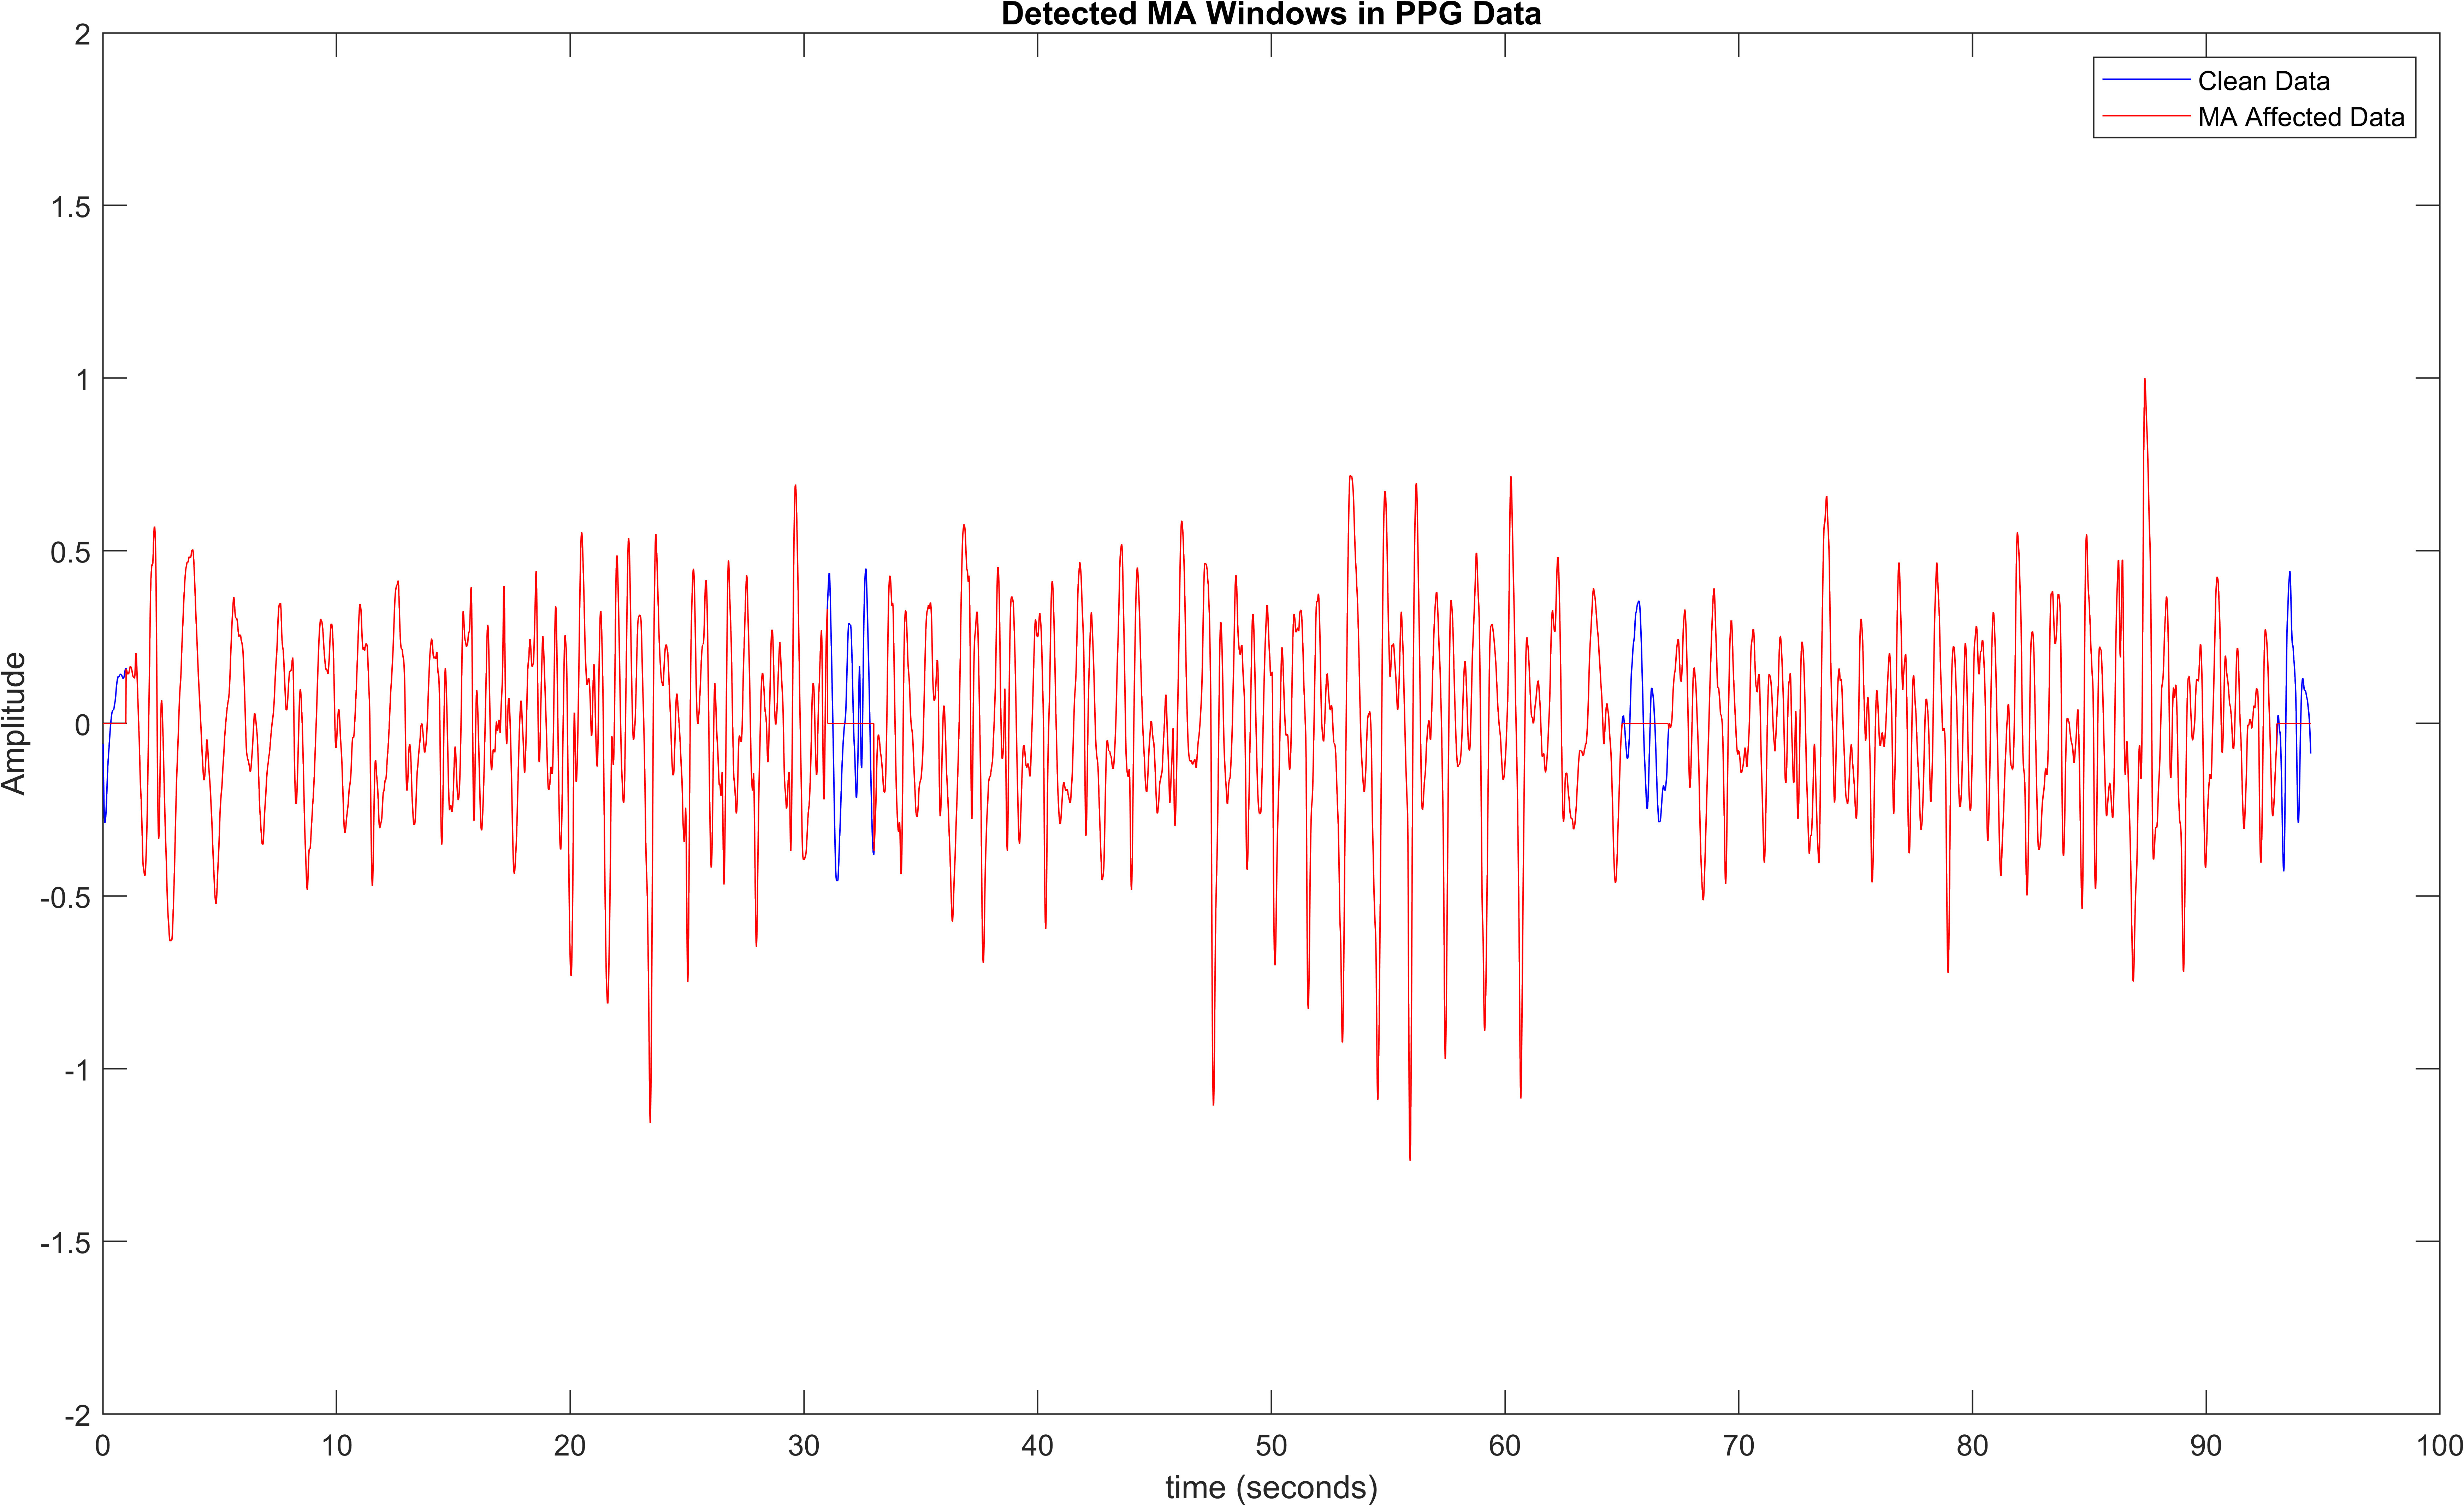 Detected MA Windows in PPG Data
Clean Data
MA Affected Data
Amplitude
2
1.5
1
0.5
0
-0.5
-1
-1.5
-2
0 10 20 30 40 50 60 70 80 90 100
time (seconds)